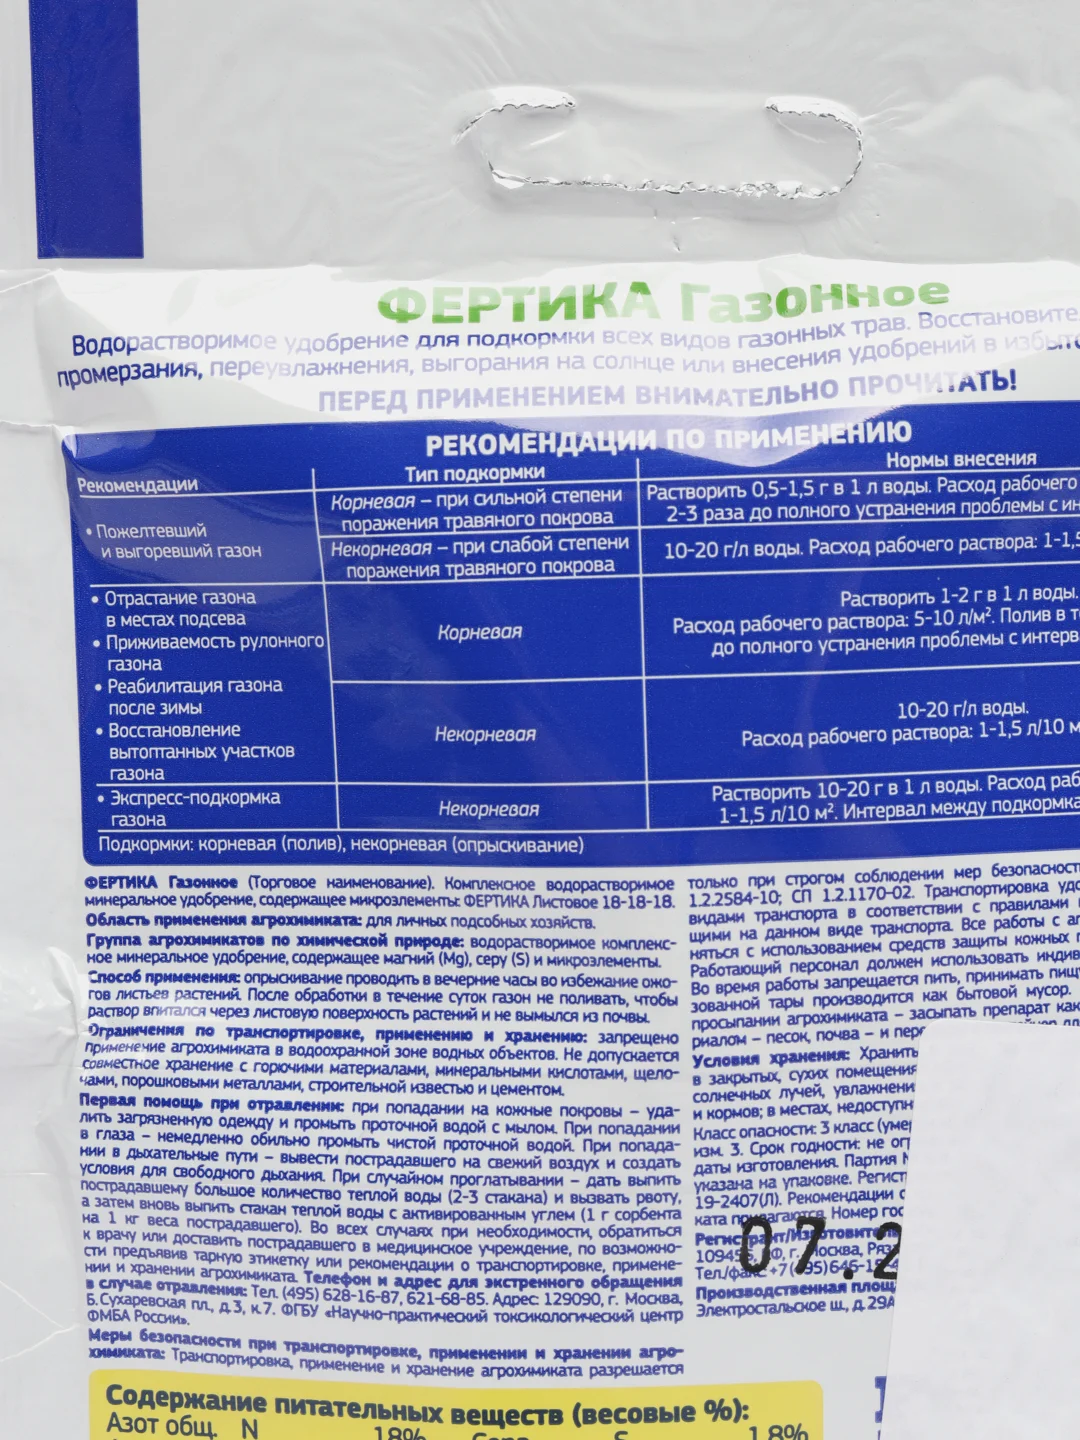 ФЕРТИКА Газонное
Водорастворимое удобрение для подкормки всех видов газонных трав. Восстановите
промерзания, переувлажнения, выгорания на солнце или внесения удобрений в
ПЕРЕД ПРИМЕНЕНИЕМ ВНИМАТЕЛЬНО ПРОЧИТАТЬ!
РЕКОМЕНДАЦИИ ПО ПРИМЕНЕНИЮ
Рекомендации
Тип подкормки
Нормы внесения
• Пожелтевший
и выгоревший газон
Корневая – при сильной степени
поражения травяного покрова
Растворить 0,5-1,5 г в 1 л воды. Расход рабочего
2-3 раза до полного устранения проблемы с
Некорневая – при слабой степени
поражения травяного покрова
10-20 г/л воды. Расход рабочего раствора:
• Отрастание газона
в местах подсева
• Приживаемость рулонного
газона
• Реабилитация газона
после зимы
• Восстановление
вытоптанных участков
газона
Корневая
Растворить 1-2 г в 1 л воды.
Расход рабочего раствора: 5-10 л/м². Полив в
до полного устранения проблемы с
Некорневая
10-20 г/л воды.
Расход рабочего раствора: 1-1,5 л/10
• Экспресс-подкормка
газона
Некорневая
Растворить 10-20 г в 1 л воды. Расход
1-1,5 л/10 м². Интервал между
Подкормки: корневая (полив), некорневая (опрыскивание)
ФЕРТИКА Газонное (Торговое наименование). Комплексное водорастворимое
минеральное удобрение, содержащее микроэлементы: ФЕРТИКА Листовое 18-18-18.
Область применения агрохимиката: для личных подсобных хозяйств.
Группа агрохимикатов по химической природе: водорастворимое комплекс-
ное минеральное удобрение, содержащее магний (Mg), серу (S) и микроэлементы.
Способ применения: опрыскивание проводить в вечерние часы во избежание ожо-
гов листьев растений. После обработки в течение суток газон не поливать, чтобы
раствор впитался через листовую поверхность растений и не вымылся из почвы.
Ограничения по транспортировке, применению и хранению: запрещено
применение агрохимиката в водоохранной зоне водных объектов. Не допускается
совместное хранение с горючими материалами, минеральными кислотами, щело-
чами, порошковыми металлами, строительной известью и цементом.
Первая помощь при отравлении: при попадании на кожные покровы – уда-
лить загрязненную одежду и промыть проточной водой с мылом. При попадании
в глаза – немедленно обильно промыть чистой проточной водой. При попада-
нии в дыхательные пути – вывести пострадавшего на свежий воздух и создать
условия для свободного дыхания. При случайном проглатывании – дать выпить
пострадавшему большое количество теплой воды (2-3 стакана) и вызвать рвоту,
а затем вновь выпить стакан теплой воды с активированным углем (1 г сорбента
на 1 кг веса пострадавшего). Во всех случаях при необходимости, обратиться
к врачу или доставить пострадавшего в медицинское учреждение, по возможно-
сти предъявив тарную этикетку или рекомендации о транспортировке, примене-
нии и хранении агрохимиката. Телефон и адрес для экстренного обращения
в случае отравления: Тел. (495) 628-16-87, 621-68-85. Адрес: 129090, г. Москва,
Б. Сухаревская пл., д.3, к.7. ФГБУ «Научно-практический токсикологический центр
ФМБА России».
Меры безопасности при транспортировке, применении и хранении агро-
химиката: Транспортировка, применение и хранение агрохимиката разрешается
только при строгом соблюдении мер
1.2.2584-10; СП 1.2.1170-02. Транспортировка
видами транспорта в соответствии с правилами
щими на данном виде транспорта. Все работы с
няться с использованием средств защиты кожных
Работающий персонал должен использовать
Во время работы запрещается пить, принимать
зованной тары производится как бытовой мусор.
просыпании агрохимиката – засыпать препарат
риалом – песок, почва – и
Условия хранения: Хранить
в закрытых, сухих помещения
солнечных лучей,
и кормов; в местах,
Класс опасности: 3 класс
изм. 3. Срок годности: не
даты изготовления. Партия
указана на упаковке.
19-2407(Л). Рекомендации
ката прилагаются. Номер
07.2
г. Москва,
Тел./факс
Производственная
Электростальское ш., д. 29А
Содержание питательных веществ (весовые %):
Азот общ. N 18% Сера S 1,8%